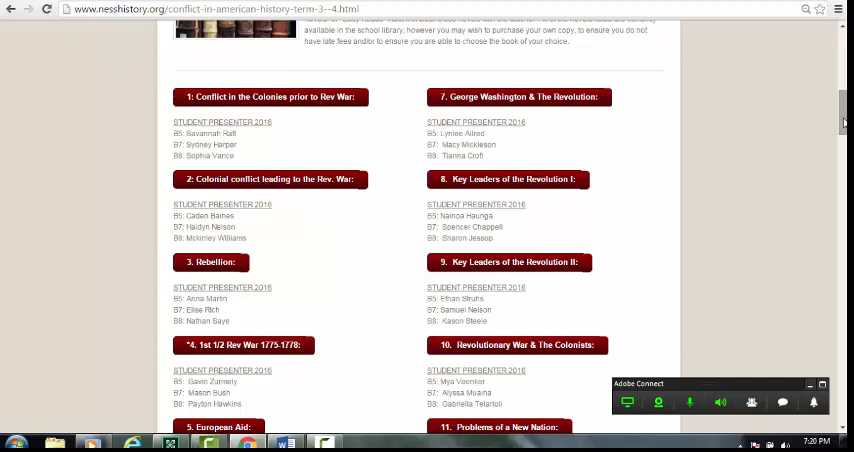 www.nesshistory.org/conflict-in-american-history-term-3--4.html
available in the school library; however you may wish to purchase your own copy, to ensure you do not
have late fees and/or to ensure you are able to choose the book of your choice.
1: Conflict in the Colonies prior to Rev War:
STUDENT PRESENTER 2016
B5: Savannah Raft
B7: Sydney Harper
B8: Sophia Vance
2: Colonial conflict leading to the Rev. War:
STUDENT PRESENTER 2016
B5: Caden Baines
B7: Haidyn Nelson
B8: Mckinley Williams
3. Rebellion:
STUDENT PRESENTER 2016
B5: Anna Martin
B7: Elise Rich
B8: Nathan Saye
*4. 1st 1/2 Rev War 1775-1778:
STUDENT PRESENTER 2016
B5: Gavin Zurmely
B7: Mason Bush
B8: Payton Hawkins
5. European Aid:
7. George Washington & The Revolution:
STUDENT PRESENTER 2016
B5: Lynlee Allred
B7: Macy Mickleson
B8: Tianna Croft
8. Key Leaders of the Revolution I:
STUDENT PRESENTER 2016
B5: Nainoa Haunga
B7: Spencer Chappell
B8: Sharon Jessop
9. Key Leaders of the Revolution II:
STUDENT PRESENTER 2016
B5: Ethan Struhs
B7: Samuel Nelson
B8: Kason Steele
10. Revolutionary War & The Colonists:
STUDENT PRESENTER 2016
B5: Mya Veenker
B7: Alyssa Muaina
B8: Gabriella
11. Problems of a New Nation:
Adobe Connect
7:20 PM